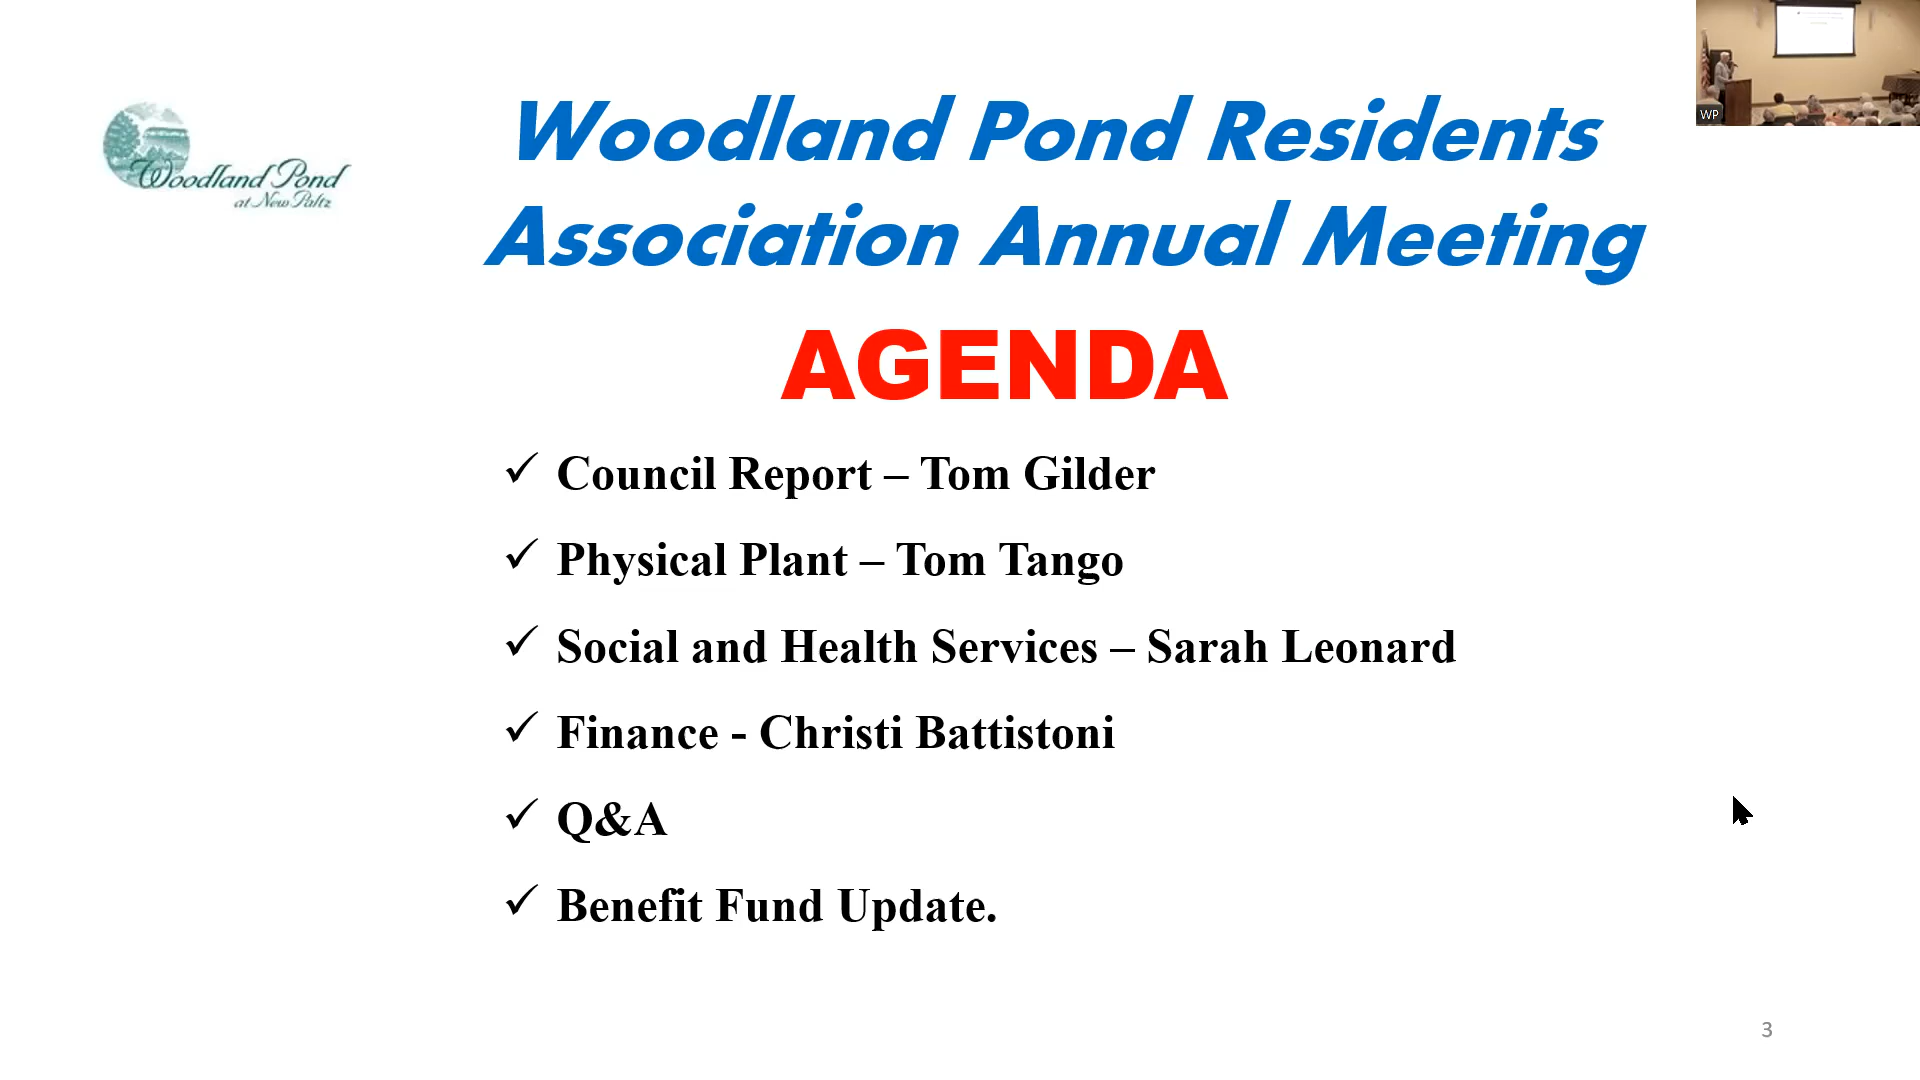 Woodland Pond
at New Paltz
Woodland Pond Residents
Association Annual Meeting
AGENDA
✓ Council Report – Tom Gilder
✓ Physical Plant – Tom Tango
✓ Social and Health Services – Sarah Leonard
✓ Finance - Christi Battistoni
✓ Q&A
✓ Benefit Fund Update.
WP
3